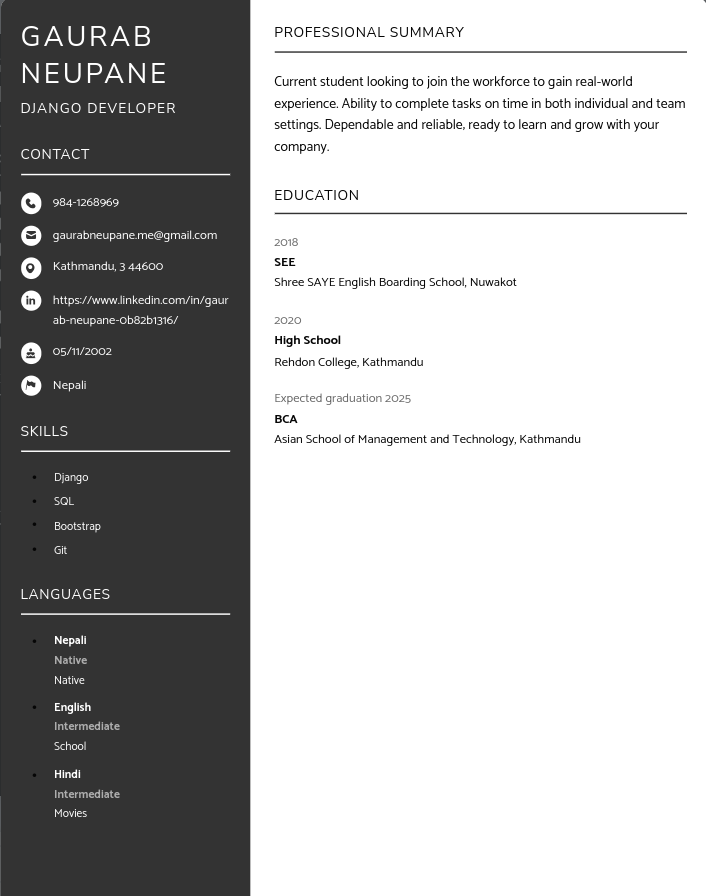 GAURAB
NEUPANE
DJANGO DEVELOPER
CONTACT
984-1268969
gaurabneupane.me@gmail.com
Kathmandu, 3 44600
https://www.linkedin.com/in/gaur
ab-neupane-0b82b1316/
05/11/2002
Nepali
SKILLS
Django
SQL
Bootstrap
Git
LANGUAGES
Nepali
Native
Native
English
Intermediate
School
Hindi
Intermediate
Movies
PROFESSIONAL SUMMARY
Current student looking to join the workforce to gain real-world
experience. Ability to complete tasks on time in both individual and team
settings. Dependable and reliable, ready to learn and grow with your
company.
EDUCATION
2018
SEE
Shree SAYE English Boarding School, Nuwakot
2020
High School
Rehdon College, Kathmandu
Expected graduation 2025
BCA
Asian School of Management and Technology, Kathmandu